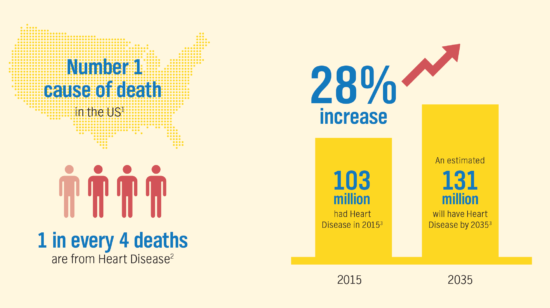 Number 1
cause of death
in the US¹
1 in every 4 deaths
are from Heart Disease²
28%
increase
103
million
had Heart
Disease in 2015²
An estimated
131
million
will have Heart
Disease by 2035³
2015
2035